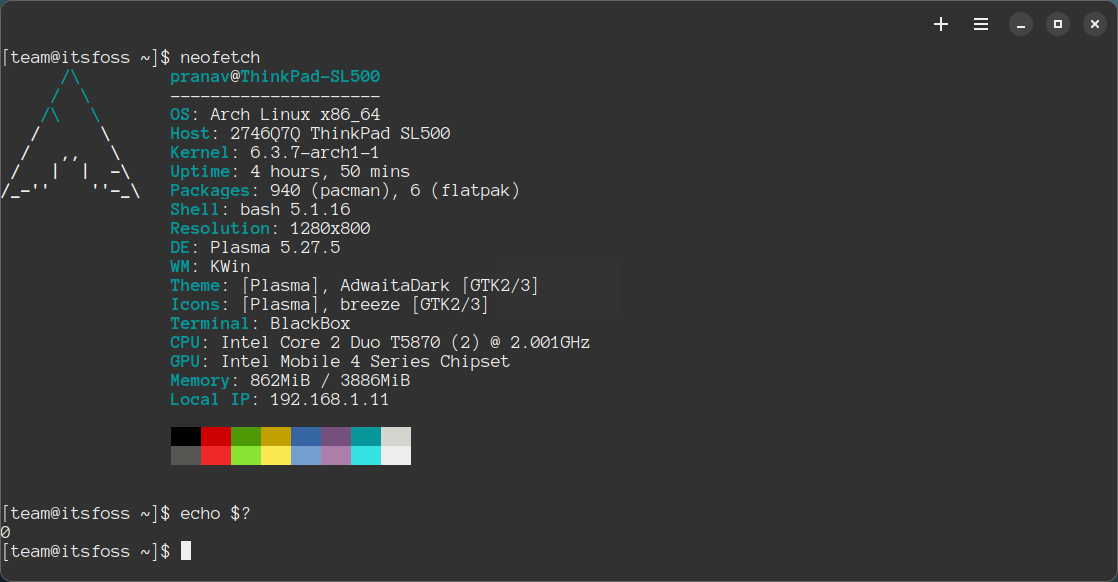 [team@itsfoss ~]$ neofetch
pranav@ThinkPad-SL500
---------------------
OS: Arch Linux x86_64
Host: 2746Q7Q ThinkPad SL500
Kernel: 6.3.7-arch1-1
Uptime: 4 hours, 50 mins
Packages: 940 (pacman), 6 (flatpak)
Shell: bash 5.1.16
Resolution: 1280x800
DE: Plasma 5.27.5
WM: KWin
Theme: [Plasma], AdwaitaDark [GTK2/3]
Icons: [Plasma], breeze [GTK2/3]
Terminal: BlackBox
CPU: Intel Core 2 Duo T5870 (2) @ 2.001GHz
GPU: Intel Mobile 4 Series Chipset
Memory: 862MiB / 3886MiB
Local IP: 192.168.1.11
[team@itsfoss ~]$ echo $?
0
[team@itsfoss ~]$